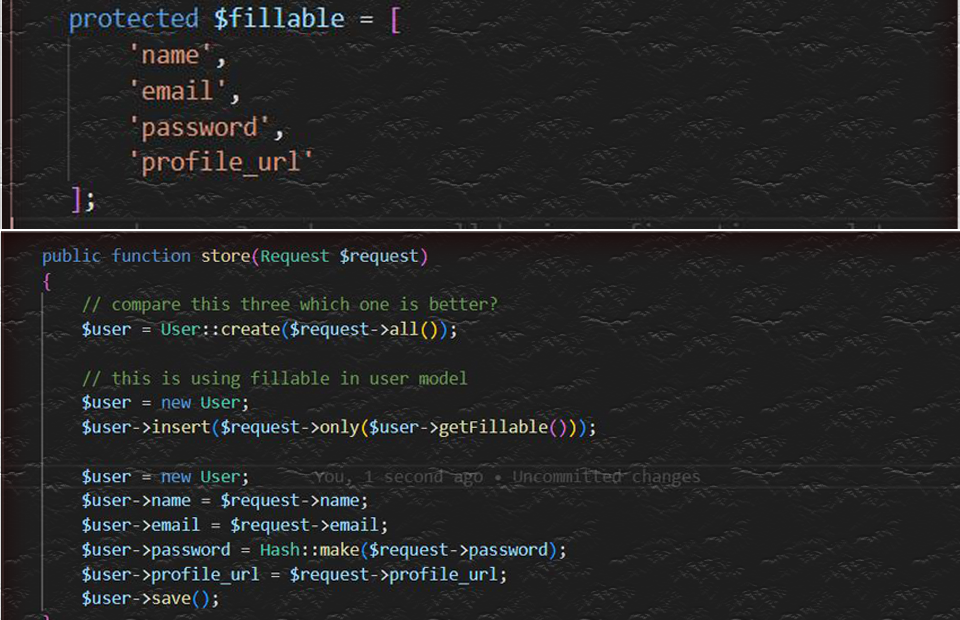 protected $fillable = [
'name',
'email',
'password',
'profile_url'
];
public function store(Request $request)
{
// compare this three which one is better?
$user = User::create($request->all());
// this is using fillable in user model
$user = new User;
$user->insert($request->only($user->getFillable()));
$user = new User; You, 1 second ago • Uncommitted changes
$user->name = $request->name;
$user->email = $request->email;
$user->password = Hash::make($request->password);
$user->profile_url = $request->profile_url;
$user->save();